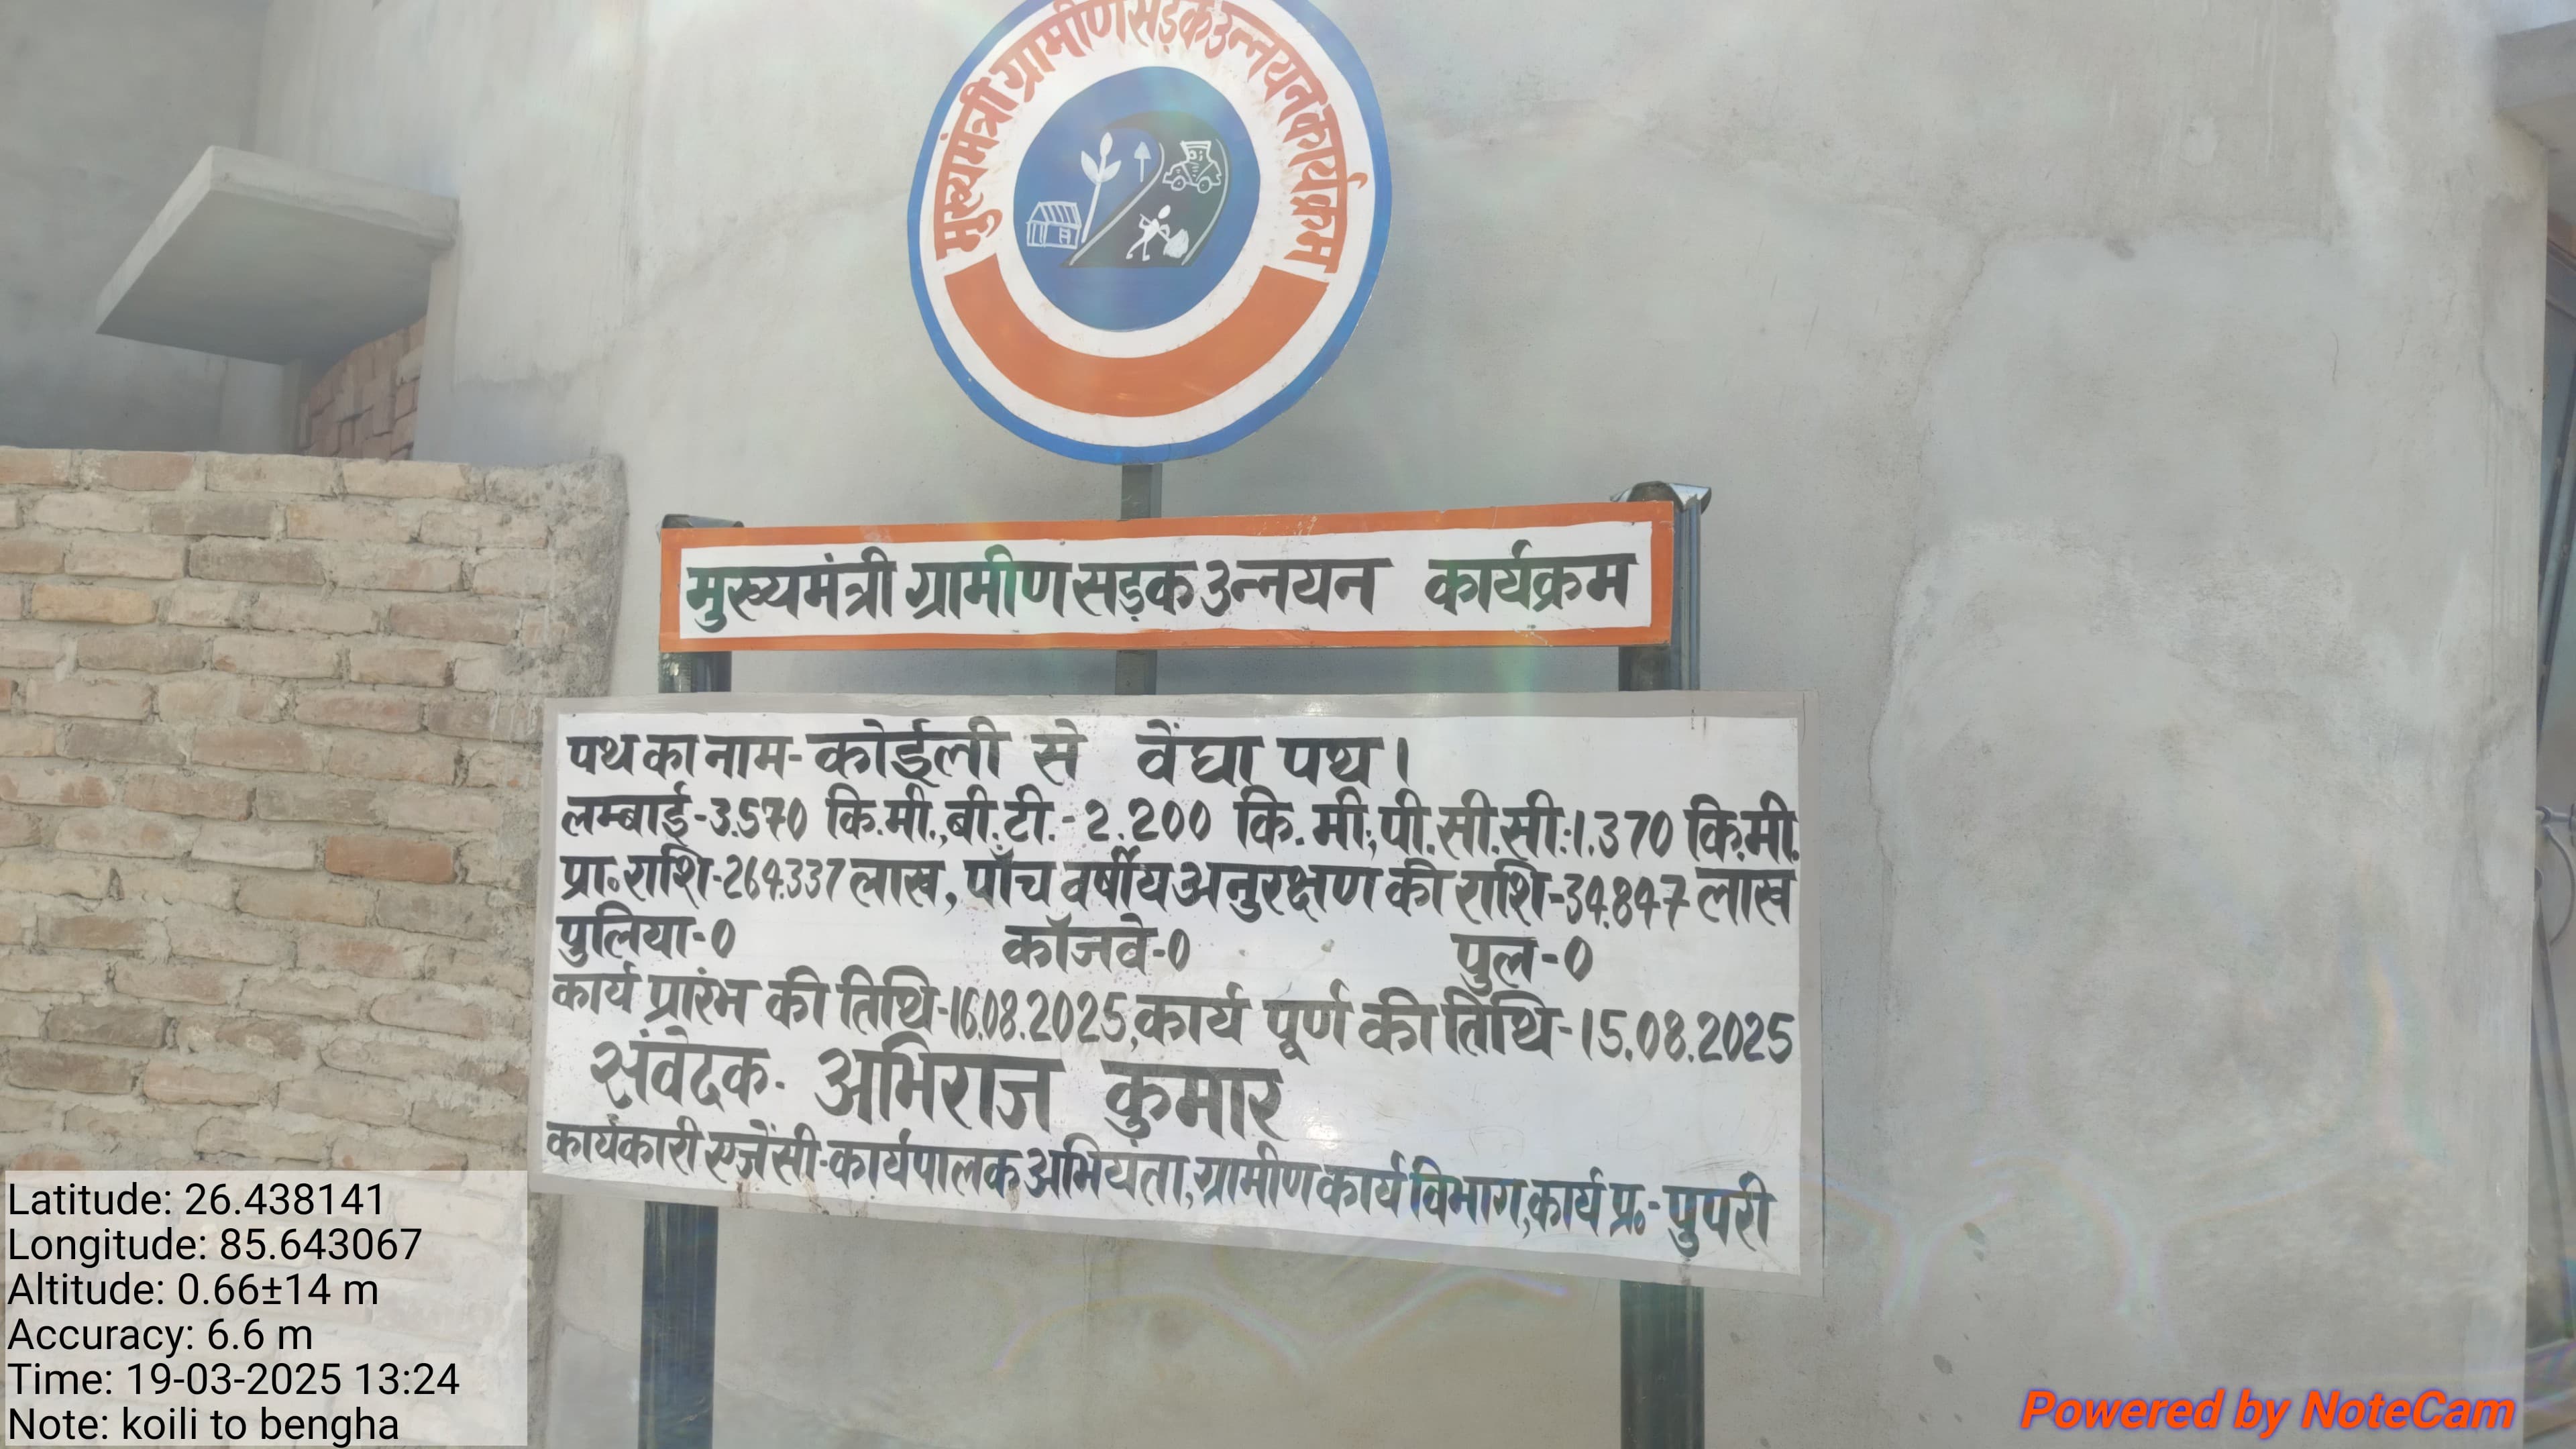 मुख्यमंत्री ग्रामीण सड़क उन्नयन कार्यक्रम
मुख्यमंत्री ग्रामीण सड़क उन्नयन कार्यक्रम
पथ का नाम- कोईली से वेंघा पथ।
लम्बाई-3.570 कि.मी., बी.टी.-2.200 कि.मी., पी.सी.सी.-1.370 कि.मी.
प्रा० राशि-264.337 लाख, पाँच वर्षीय अनुरक्षण की राशि-34.847 लाख
पुलिया-0 कॉजवे-0 पुल-0
कार्य प्रारंभ की तिथि-16.08.2025, कार्य पूर्ण की तिथि-15.08.2025
संवेदक- अभिराज कुमार
कार्यकारी एजेंसी-कार्यपालक अभियंता, ग्रामीण कार्य विभाग, कार्य प्र०- पुपरी
Latitude: 26.438141
Longitude: 85.643067
Altitude: 0.66±14 m
Accuracy: 6.6 m
Time: 19-03-2025 13:24
Note: koili to bengha
Powered by NoteCam